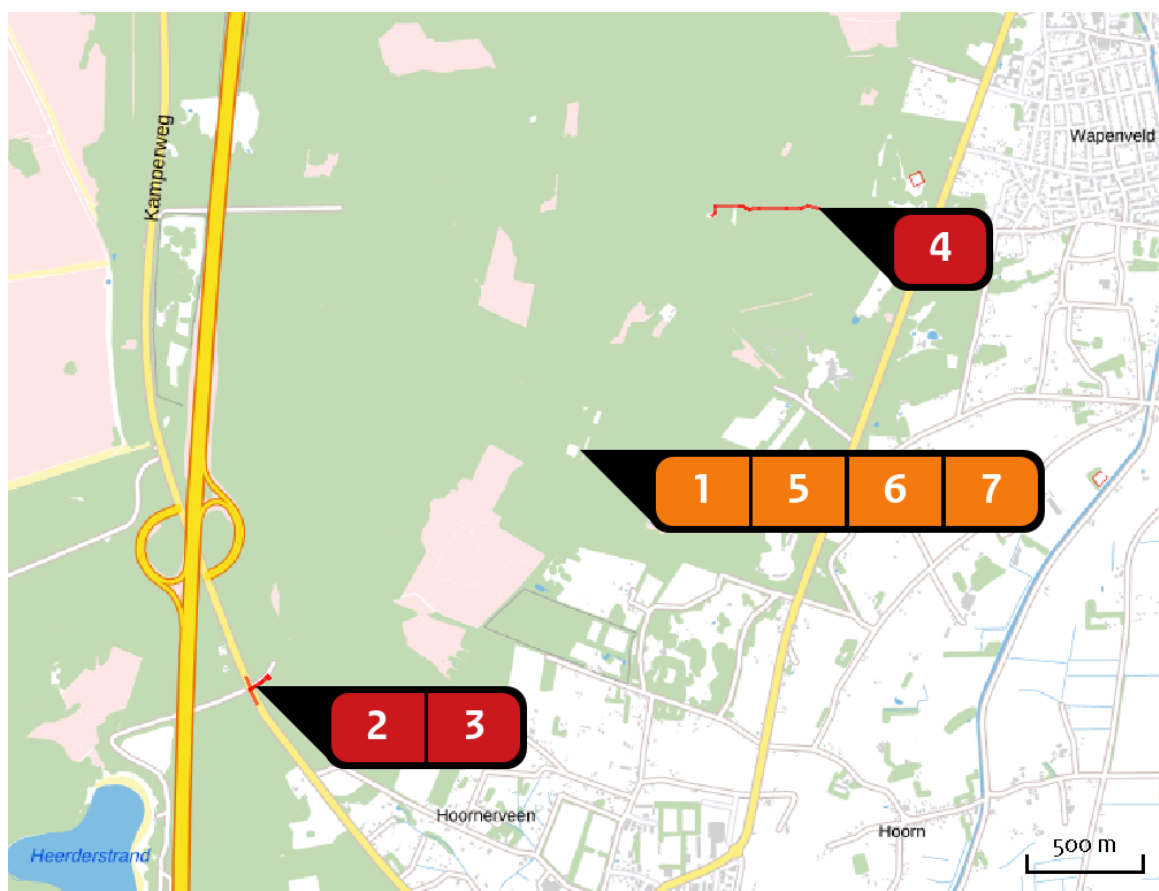 Kamperweg
Wapenveld
4
1 5 6 7
2 3
Hoornerveen
Hoorn
500 m
Heerderstrand